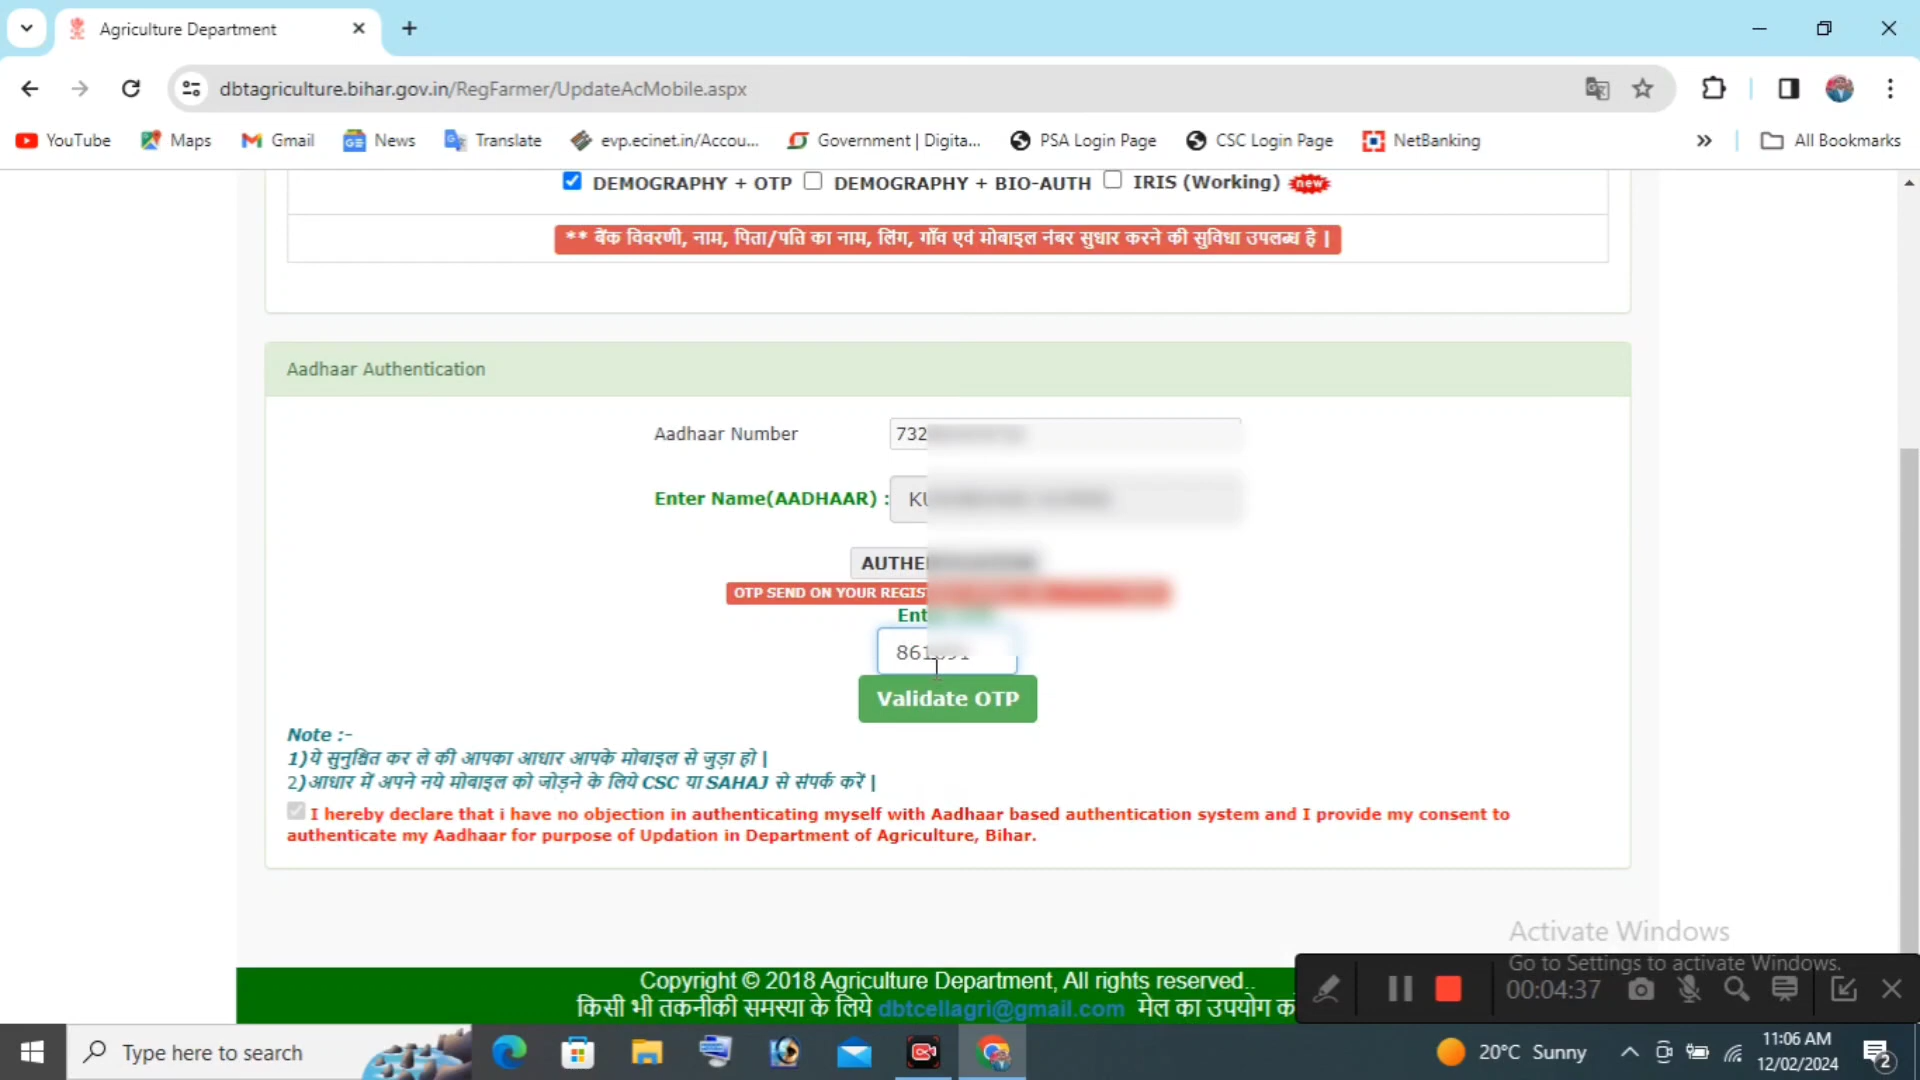 Agriculture Department
dbtagriculture.bihar.gov.in/RegFarmer/UpdateAcMobile.aspx
YouTube Maps Gmail News Translate evp.ecinet.in/Accou... Government | Digita... PSA Login Page CSC Login Page NetBanking » All Bookmarks
DEMOGRAPHY + OTP DEMOGRAPHY + BIO-AUTH IRIS (Working) new
** बैंक विवरणी, नाम, पिता/पति का नाम, लिंग, गाँव एवं मोबाइल नंबर सुधार करने की सुविधा उपलब्ध है |
Aadhaar Authentication
Aadhaar Number 732
Enter Name(AADHAAR) : KU
AUTHE
OTP SEND ON YOUR REGIS
Ent
861
Validate OTP
Note :-
1)ये सुनुश्चित कर ले की आपका आधार आपके मोबाइल से जुड़ा हो |
2)आधार में अपने नये मोबाइल को जोड़ने के लिये CSC या SAHAJ से संपर्क करें |
I hereby declare that i have no objection in authenticating myself with Aadhaar based authentication system and I provide my consent to
authenticate my Aadhaar for purpose of Updation in Department of Agriculture, Bihar.
Activate Windows
Go to Settings to activate Windows.
00:04:37
Copyright © 2018 Agriculture Department, All rights reserved..
किसी भी तकनीकी समस्या के लिये dbtcellagri@gmail.com मेल का उपयोग क
Type here to search
20°C Sunny
11:06 AM
12/02/2024
2